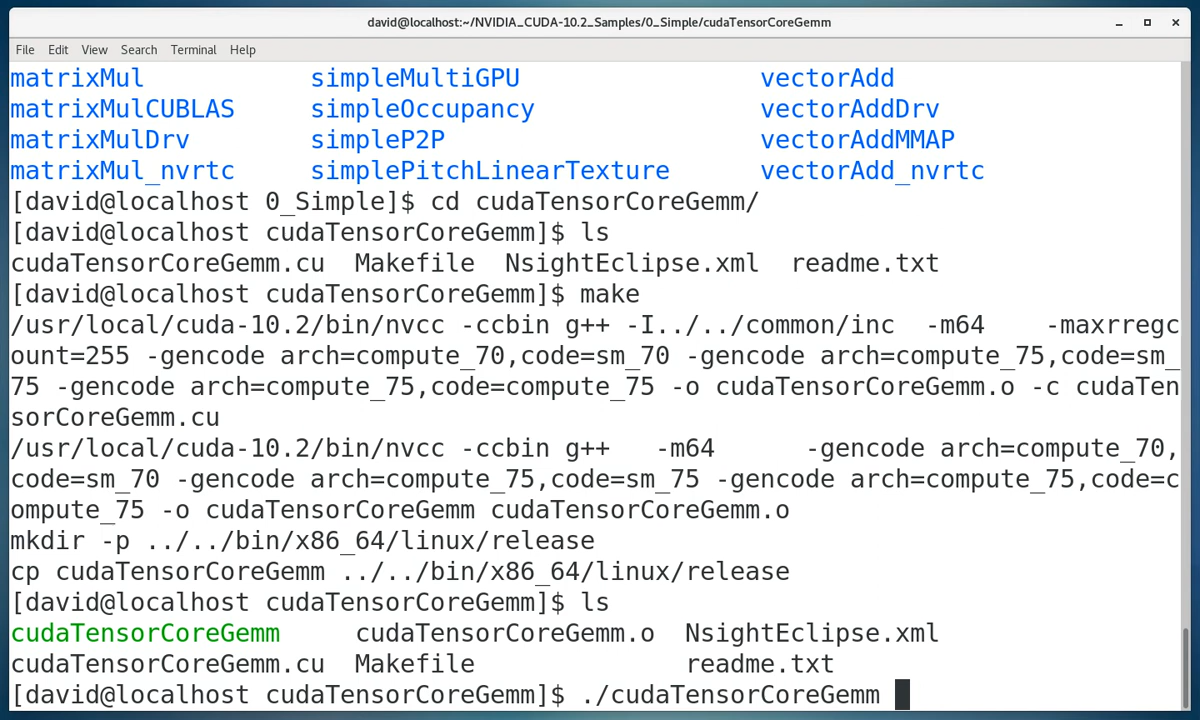 david@localhost:~/NVIDIA_CUDA-10.2_Samples/0_Simple/cudaTensorCoreGemm
File Edit View Search Terminal Help
matrixMul simpleMultiGPU vectorAdd
matrixMulCUBLAS simpleOccupancy vectorAddDrv
matrixMulDrv simpleP2P vectorAddMMAP
matrixMul_nvrtc simplePitchLinearTexture vectorAdd_nvrtc
[david@localhost 0_Simple]$ cd cudaTensorCoreGemm/
[david@localhost cudaTensorCoreGemm]$ ls
cudaTensorCoreGemm.cu Makefile NsightEclipse.xml readme.txt
[david@localhost cudaTensorCoreGemm]$ make
/usr/local/cuda-10.2/bin/nvcc -ccbin g++ -I../../common/inc -m64 -maxrregc
ount=255 -gencode arch=compute_70,code=sm_70 -gencode arch=compute_75,code=sm_
75 -gencode arch=compute_75,code=compute_75 -o cudaTensorCoreGemm.o -c cudaTen
sorCoreGemm.cu
/usr/local/cuda-10.2/bin/nvcc -ccbin g++ -m64 -gencode arch=compute_70,
code=sm_70 -gencode arch=compute_75,code=sm_75 -gencode arch=compute_75,code=c
ompute_75 -o cudaTensorCoreGemm cudaTensorCoreGemm.o
mkdir -p ../../bin/x86_64/linux/release
cp cudaTensorCoreGemm ../../bin/x86_64/linux/release
[david@localhost cudaTensorCoreGemm]$ ls
cudaTensorCoreGemm cudaTensorCoreGemm.o NsightEclipse.xml
cudaTensorCoreGemm.cu Makefile readme.txt
[david@localhost cudaTensorCoreGemm]$ ./cudaTensorCoreGemm